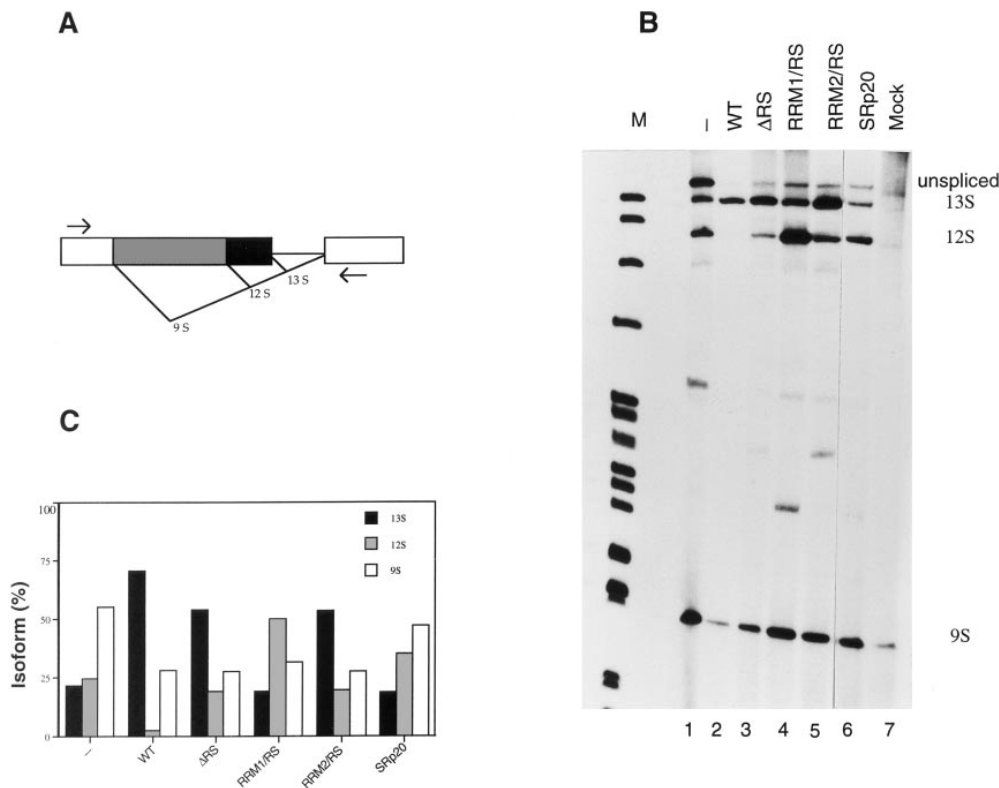 A
9 S
12 S
13 S
B
M
–
WT
ΔRS
RRM1/RS
RRM2/RS
SRp20
Mock
unspliced
13S
12S
9S
1 2 3 4 5 6 7
C
Isoform (%)
100
75
50
25
0
13S
12S
9S
–
WT
ΔRS
RRM1/RS
RRM2/RS
SRp20